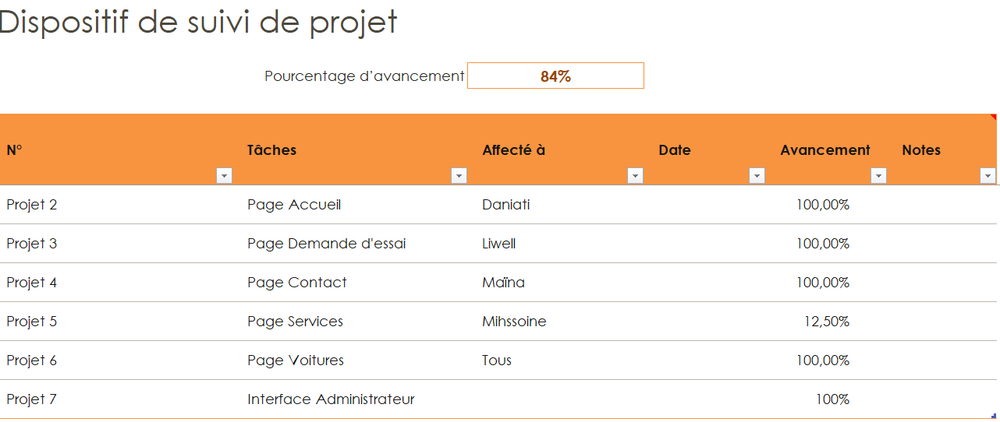 Dispositif de suivi de projet
Pourcentage d'avancement 84%
N° Tâches Affecté à Date Avancement Notes
Projet 2 Page Accueil Daniati 100,00%
Projet 3 Page Demande d'essai Liwell 100,00%
Projet 4 Page Contact Maïna 100,00%
Projet 5 Page Services Mihssoine 12,50%
Projet 6 Page Voitures Tous 100,00%
Projet 7 Interface Administrateur 100%